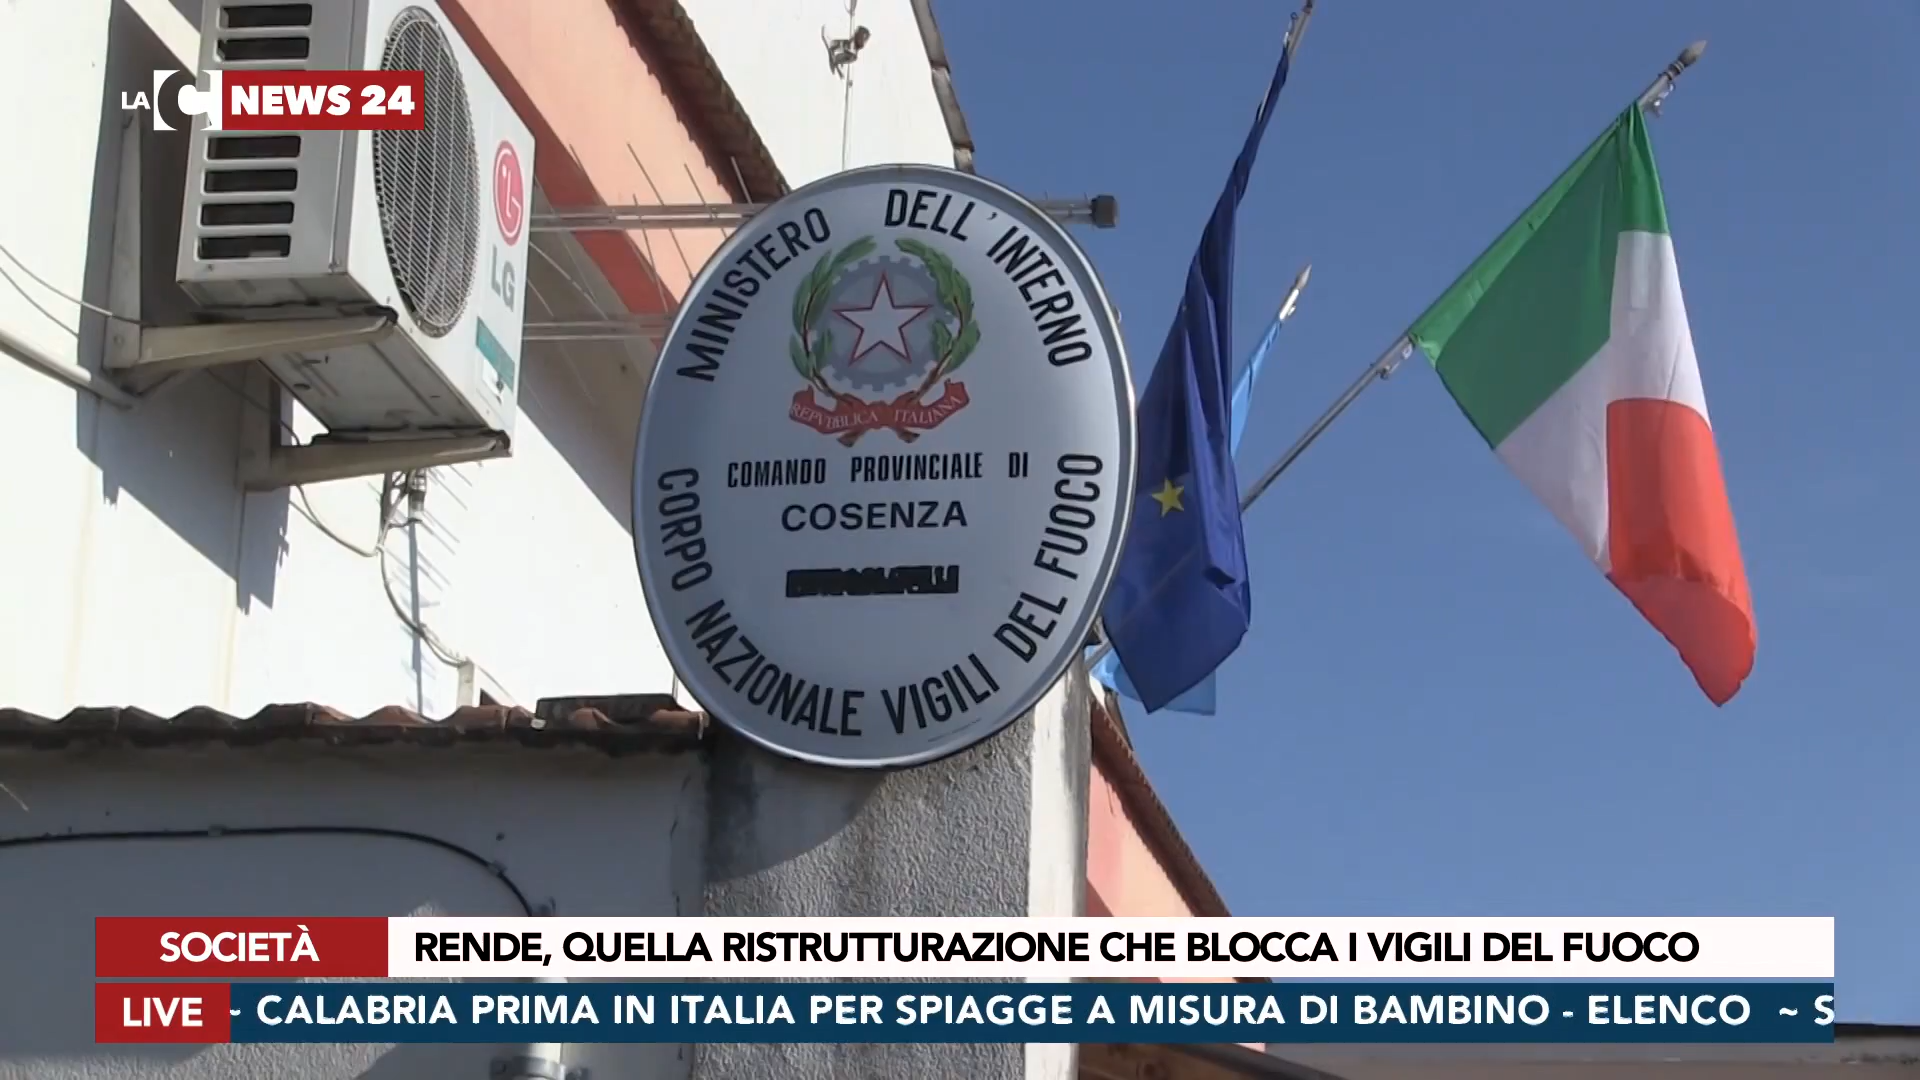 LA C NEWS 24
LG
MINISTERO DELL'INTERNO
REPVBBLICA ITALIANA
COMANDO PROVINCIALE DI
COSENZA
CORPO NAZIONALE VIGILI DEL FUOCO
SOCIETÀ
RENDE, QUELLA RISTRUTTURAZIONE CHE BLOCCA I VIGILI DEL FUOCO
LIVE
~ CALABRIA PRIMA IN ITALIA PER SPIAGGE A MISURA DI BAMBINO - ELENCO ~ S